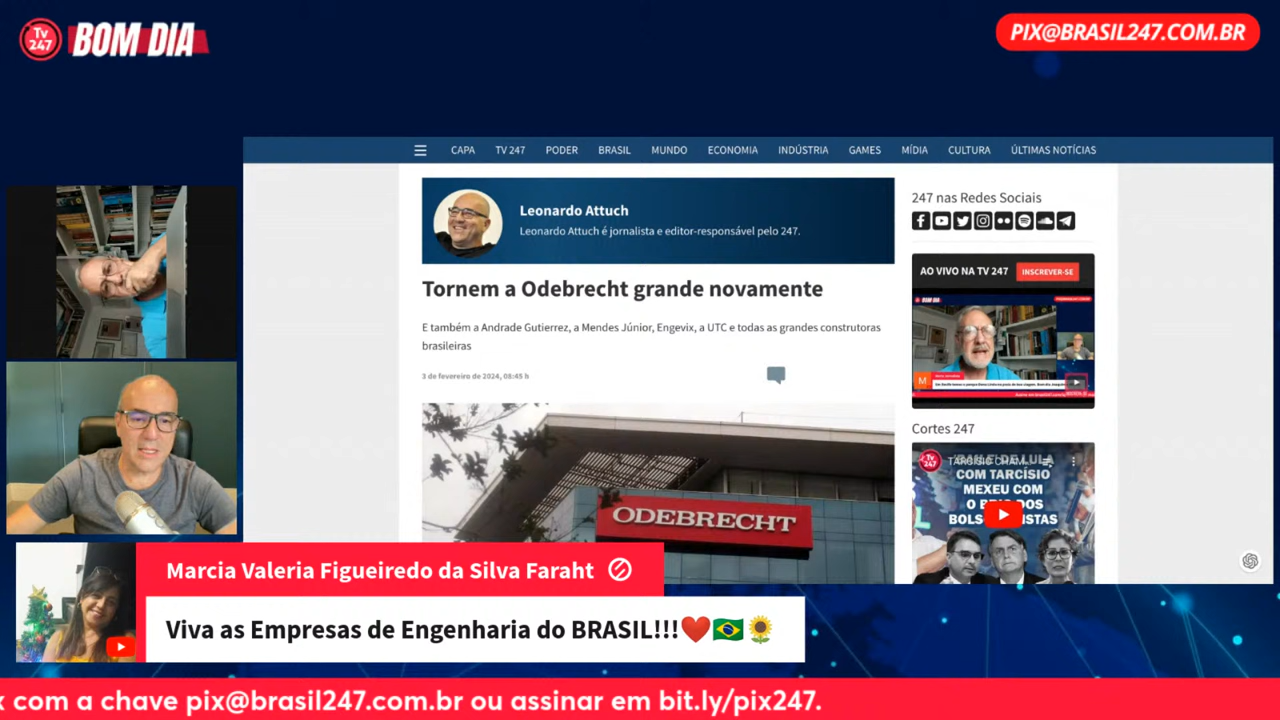 Tv 247
BOM DIA
PIX@BRASIL247.COM.BR
CAPA TV 247 PODER BRASIL MUNDO ECONOMIA INDÚSTRIA GAMES MÍDIA CULTURA ÚLTIMAS NOTÍCIAS
Leonardo Attuch
Leonardo Attuch é jornalista e editor-responsável pelo 247.
Tornem a Odebrecht grande novamente
E também a Andrade Gutierrez, a Mendes Júnior, Engevix, a UTC e todas as grandes construtoras
brasileiras
3 de fevereiro de 2024, 08:45 h
ODEBRECHT
247 nas Redes Sociais
AO VIVO NA TV 247 INSCREVER-SE
BOM DIA
M
Cortes 247
Tv 247
COM TARCÍSIO
MEXEU COM
Marcia Valeria Figueiredo da Silva Faraht
Viva as Empresas de Engenharia do BRASIL!!!❤️🇧🇷🌻
com a chave pix@brasil247.com.br ou assinar em bit.ly/pix247.